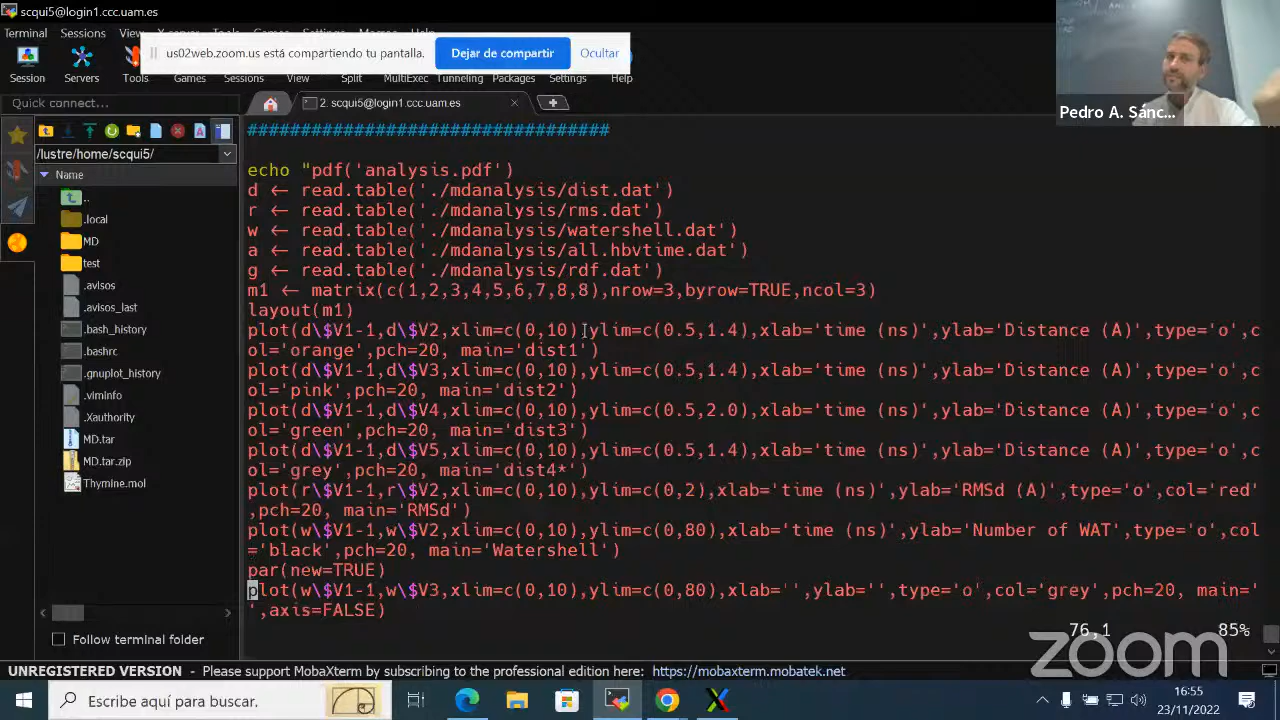 scqui5@login1.ccc.uam.es
Terminal Sessions
us02web.zoom.us está compartiendo tu pantalla. Dejar de compartir Ocultar
Session Servers Tools Games Sessions View Split MultiExec Tunneling Packages Settings Help
Quick connect...
2. scqui5@login1.ccc.uam.es
Pedro A. Sánc...
/lustre/home/scqui5/
Name
..
.local
MD
test
.avisos
.avisos_last
.bash_history
.bashrc
.gnuplot_history
.viminfo
.Xauthority
MD.tar
MD.tar.zip
Thymine.mol
Follow terminal folder
##################################
echo "pdf('analysis.pdf')
d <- read.table('./mdanalysis/dist.dat')
r <- read.table('./mdanalysis/rms.dat')
w <- read.table('./mdanalysis/watershell.dat')
a <- read.table('./mdanalysis/all.hbvtime.dat')
g <- read.table('./mdanalysis/rdf.dat')
m1 <- matrix(c(1,2,3,4,5,6,7,8,8),nrow=3,byrow=TRUE,ncol=3)
layout(m1)
plot(d\$V1-1,d\$V2,xlim=c(0,10),ylim=c(0.5,1.4),xlab='time (ns)',ylab='Distance (A)',type='o',c
ol='orange',pch=20, main='dist1')
plot(d\$V1-1,d\$V3,xlim=c(0,10),ylim=c(0.5,1.4),xlab='time (ns)',ylab='Distance (A)',type='o',c
ol='pink',pch=20, main='dist2')
plot(d\$V1-1,d\$V4,xlim=c(0,10),ylim=c(0.5,2.0),xlab='time (ns)',ylab='Distance (A)',type='o',c
ol='green',pch=20, main='dist3')
plot(d\$V1-1,d\$V5,xlim=c(0,10),ylim=c(0.5,1.4),xlab='time (ns)',ylab='Distance (A)',type='o',c
ol='grey',pch=20, main='dist4*')
plot(r\$V1-1,r\$V2,xlim=c(0,10),ylim=c(0,2),xlab='time (ns)',ylab='RMSd (A)',type='o',col='red'
,pch=20, main='RMSd')
plot(w\$V1-1,w\$V2,xlim=c(0,10),ylim=c(0,80),xlab='time (ns)',ylab='Number of WAT',type='o',col
='black',pch=20, main='Watershell')
par(new=TRUE)
plot(w\$V1-1,w\$V3,xlim=c(0,10),ylim=c(0,80),xlab='',ylab='',type='o',col='grey',pch=20, main='
',axis=FALSE)
76,1 85%
zoom
UNREGISTERED VERSION - Please support MobaXterm by subscribing to the professional edition here: https://mobaxterm.mobatek.net
Escribe aquí para buscar.
16:55
23/11/2022